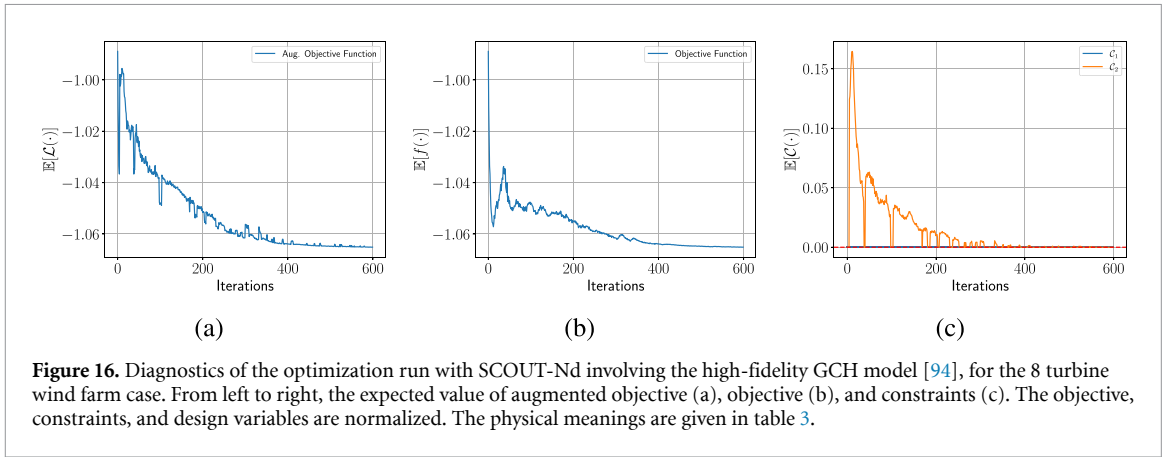 Aug. Objective Function
−1.00
−1.02
−1.04
−1.06
𝔼[ℒ(·)]
0
200
400
600
Iterations
(a)
Objective Function
−1.00
−1.02
−1.04
−1.06
𝔼[f(·)]
0
200
400
600
Iterations
(b)
𝒞₁
𝒞₂
0.15
0.10
0.05
0.00
𝔼[𝒞(·)]
0
200
400
600
Iterations
(c)
Figure 16. Diagnostics of the optimization run with SCOUT-Nd involving the high-fidelity GCH model [94], for the 8 turbine
wind farm case. From left to right, the expected value of augmented objective (a), objective (b), and constraints (c). The objective,
constraints, and design variables are normalized. The physical meanings are given in table 3.